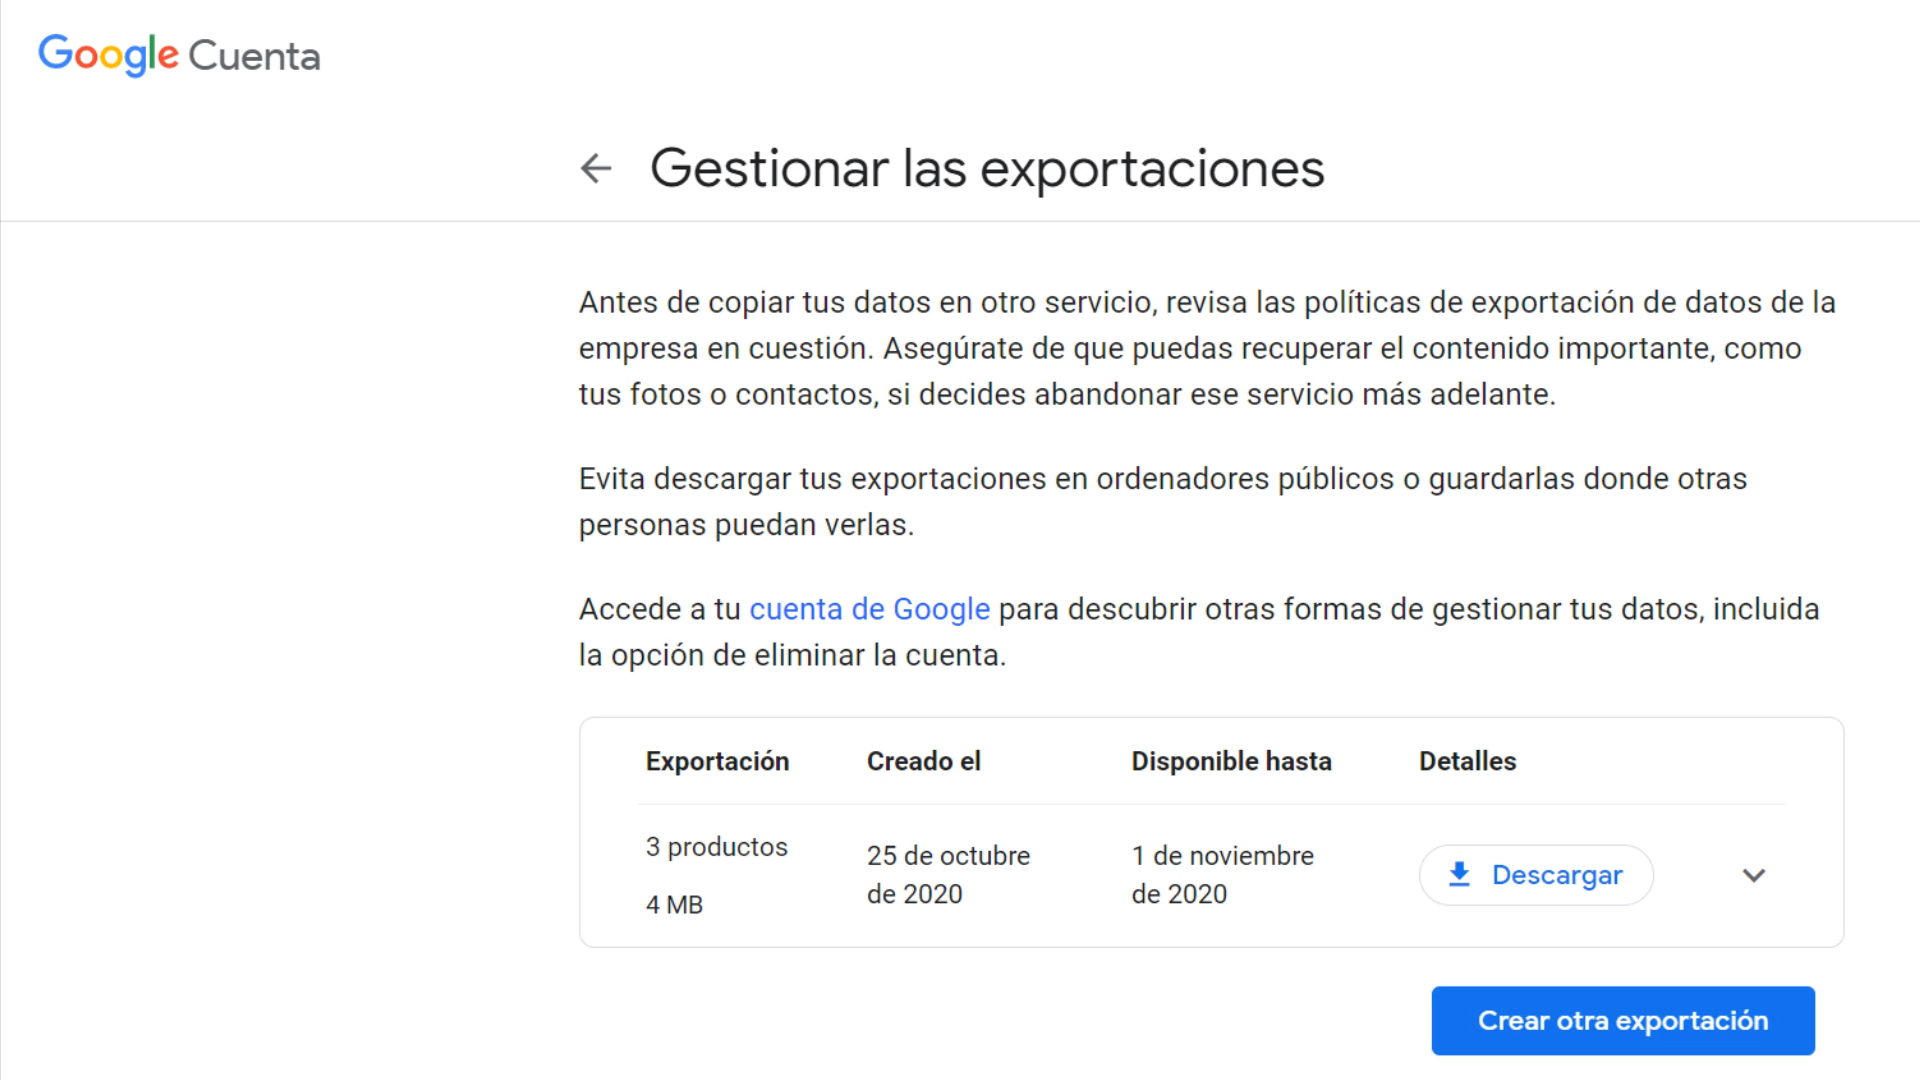 Google Cuenta
Gestionar las exportaciones
Antes de copiar tus datos en otro servicio, revisa las políticas de exportación de datos de la
empresa en cuestión. Asegúrate de que puedas recuperar el contenido importante, como
tus fotos o contactos, si decides abandonar ese servicio más adelante.
Evita descargar tus exportaciones en ordenadores públicos o guardarlas donde otras
personas puedan verlas.
Accede a tu cuenta de Google para descubrir otras formas de gestionar tus datos, incluida
la opción de eliminar la cuenta.
Exportación Creado el Disponible hasta Detalles
3 productos
4 MB
25 de octubre
de 2020
1 de noviembre
de 2020
Descargar
Crear otra exportación